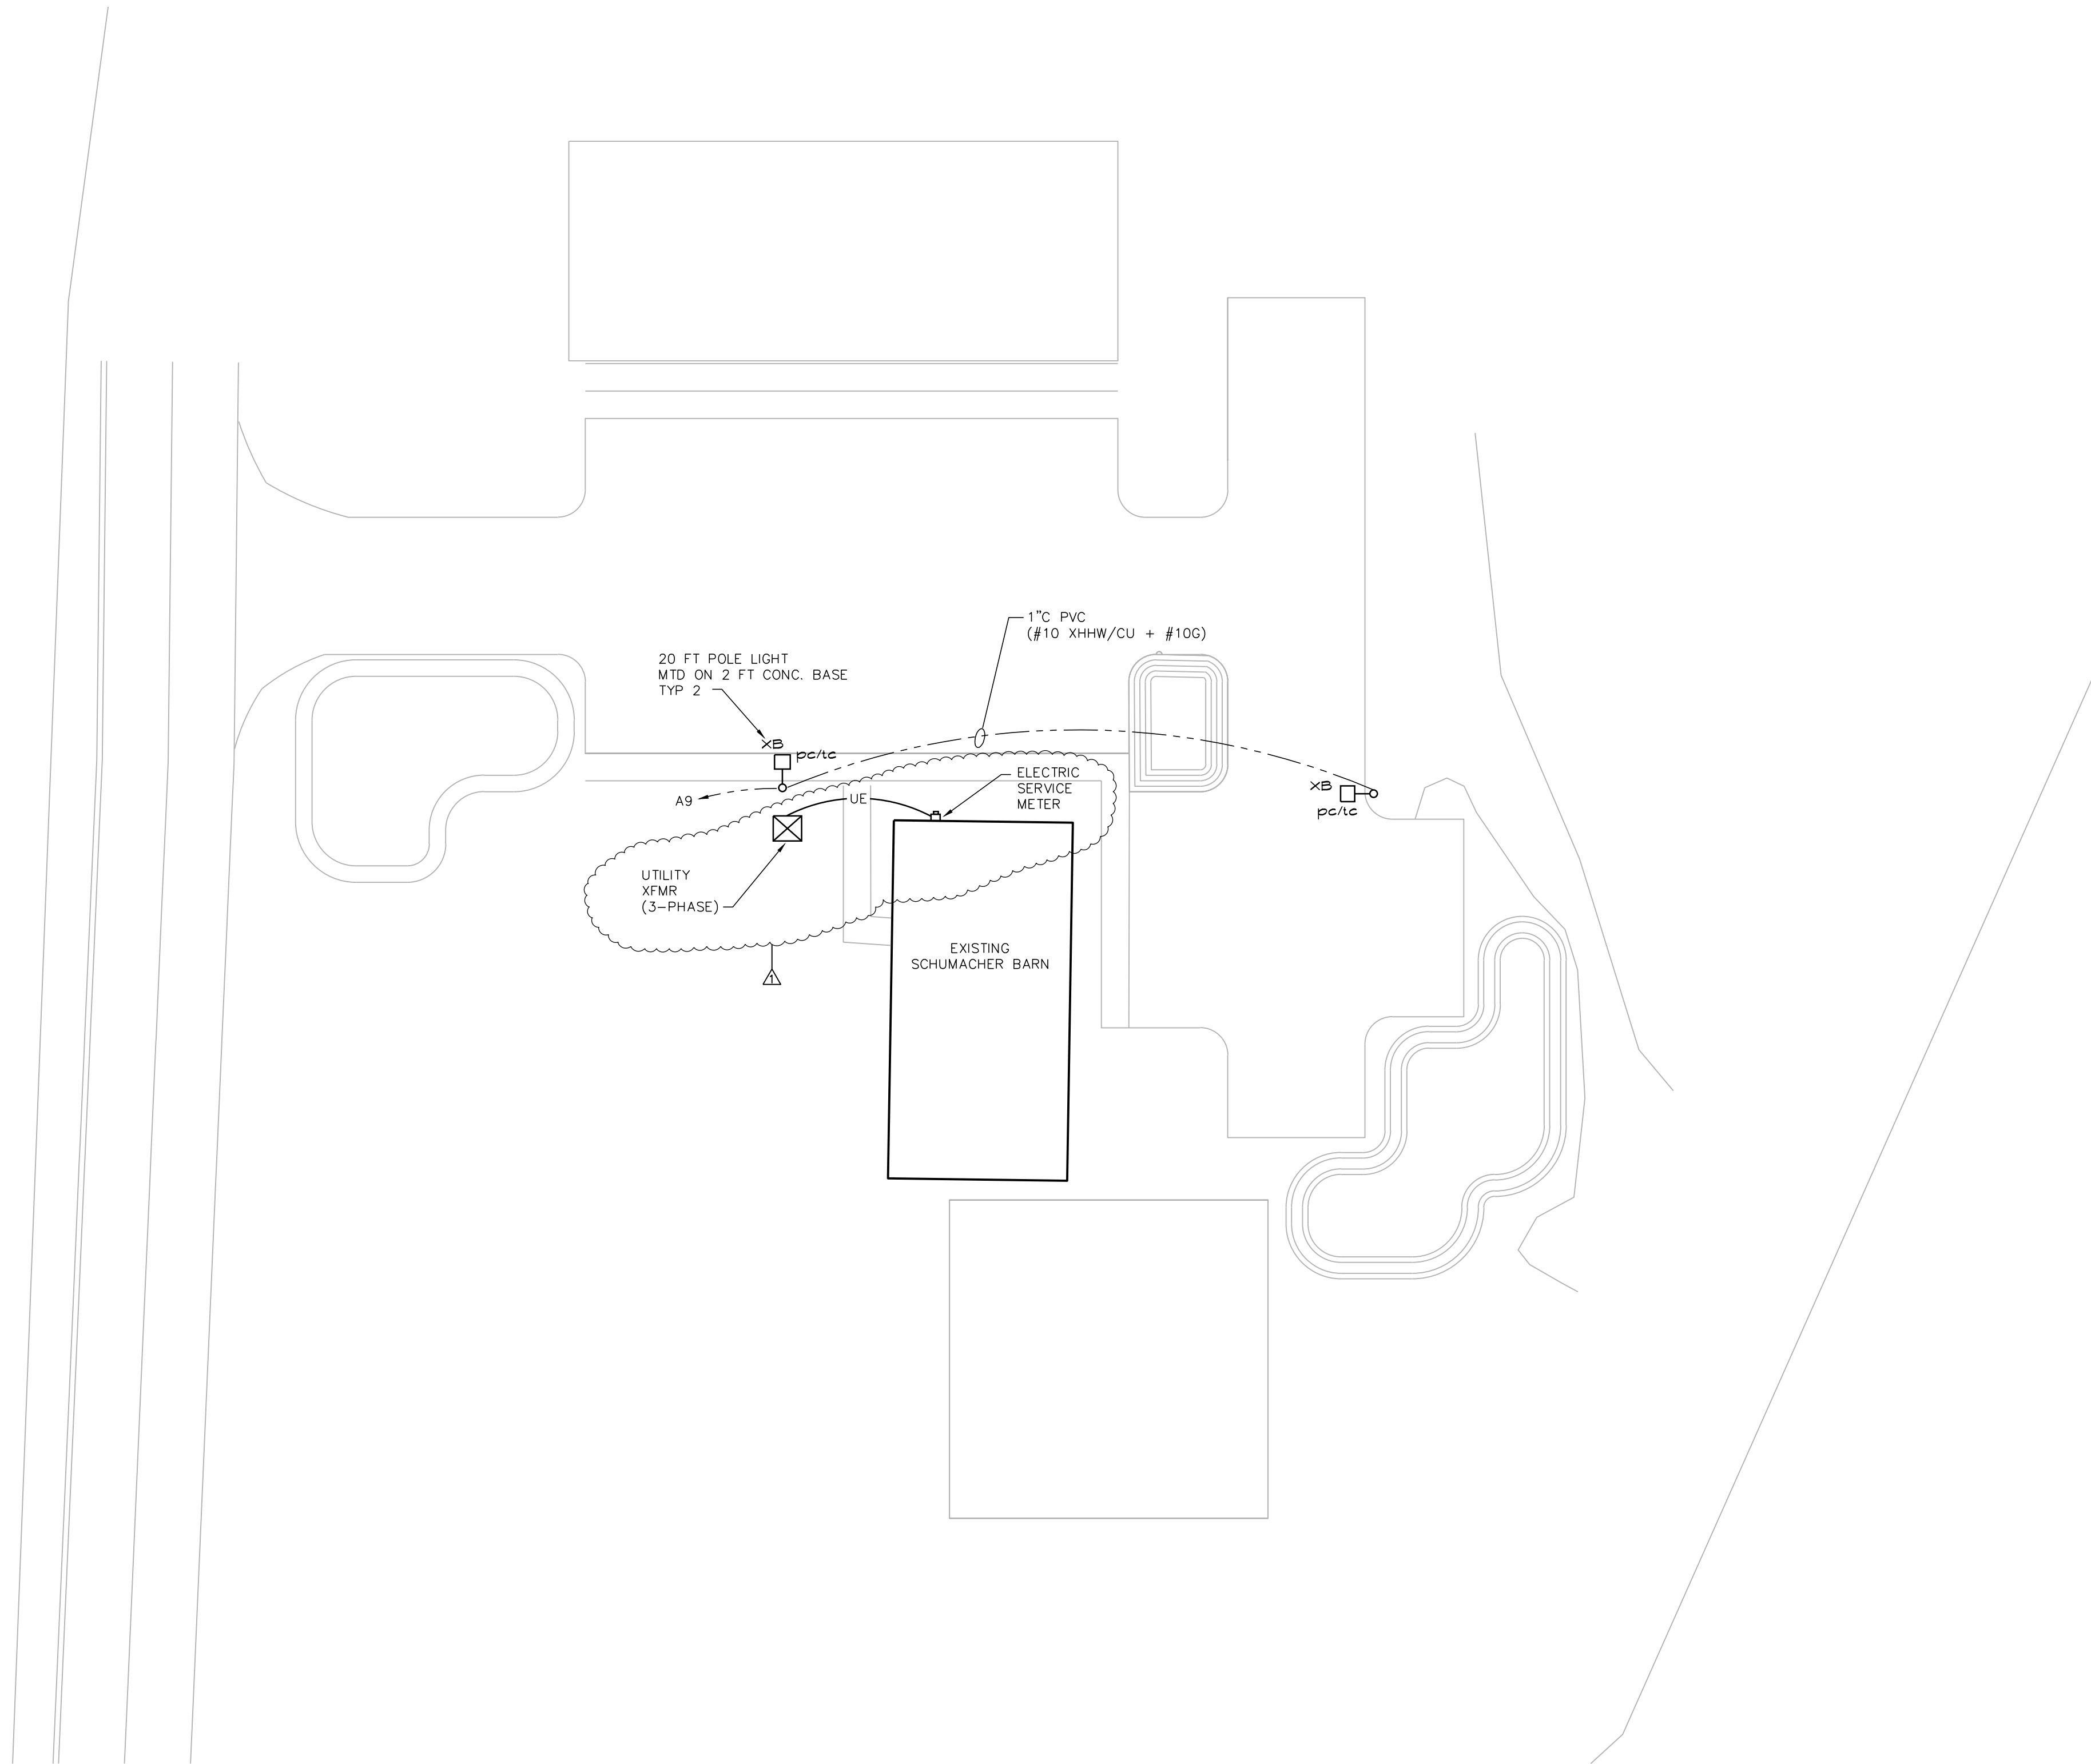 1"C PVC
(#10 XHHW/CU + #10G)
20 FT POLE LIGHT
MTD ON 2 FT CONC. BASE
TYP 2
XB
pc/tc
A9
UE
ELECTRIC
SERVICE
METER
XB
pc/tc
UTILITY
XFMR
(3-PHASE)
EXISTING
SCHUMACHER BARN
1